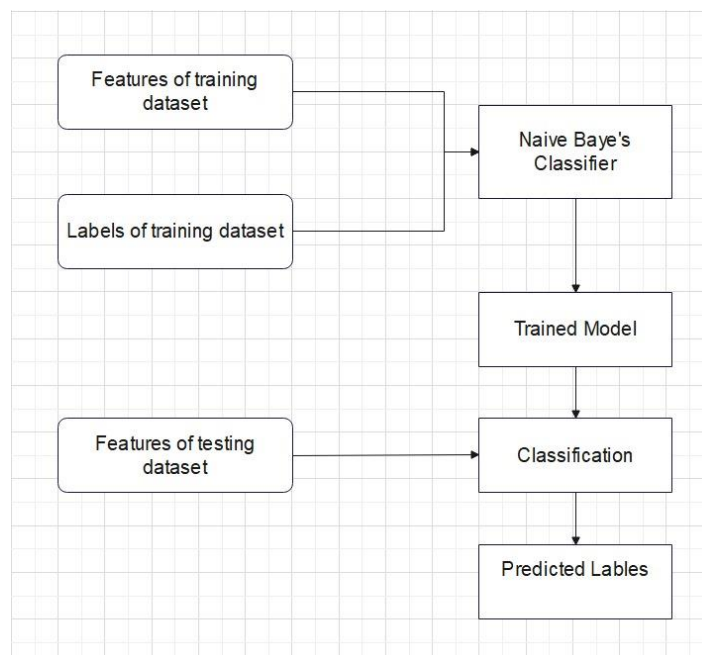 Features of training
dataset
Naive Baye's
Classifier
Labels of training dataset
Trained Model
Features of testing
dataset
Classification
Predicted Lables